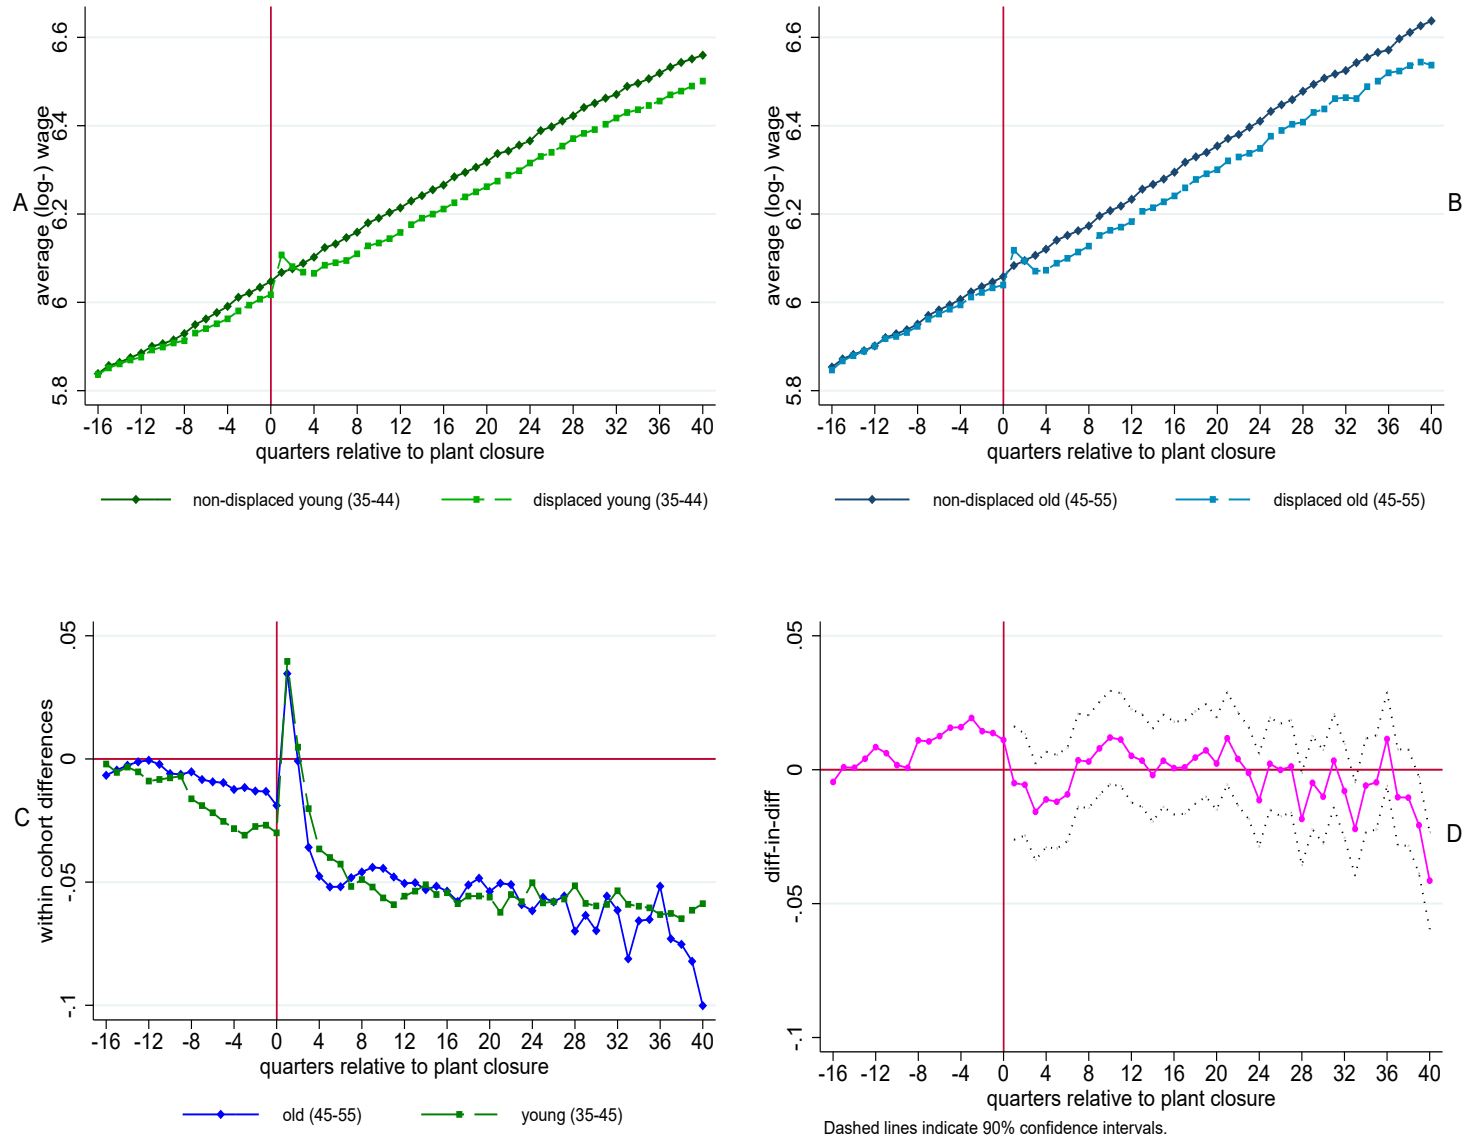 A
average (log-) wage
6.6
6.4
6.2
6
5.8
-16 -12 -8 -4 0 4 8 12 16 20 24 28 32 36 40
quarters relative to plant closure
non-displaced young (35-44) displaced young (35-44)
B
average (log-) wage
6.6
6.4
6.2
6
5.8
-16 -12 -8 -4 0 4 8 12 16 20 24 28 32 36 40
quarters relative to plant closure
non-displaced old (45-55) displaced old (45-55)
C
within cohort differences
.05
0
-.05
-.1
-16 -12 -8 -4 0 4 8 12 16 20 24 28 32 36 40
quarters relative to plant closure
old (45-55) young (35-45)
D
diff-in-diff
.05
0
-.05
-.1
-16 -12 -8 -4 0 4 8 12 16 20 24 28 32 36 40
quarters relative to plant closure
Dashed lines indicate 90% confidence intervals.